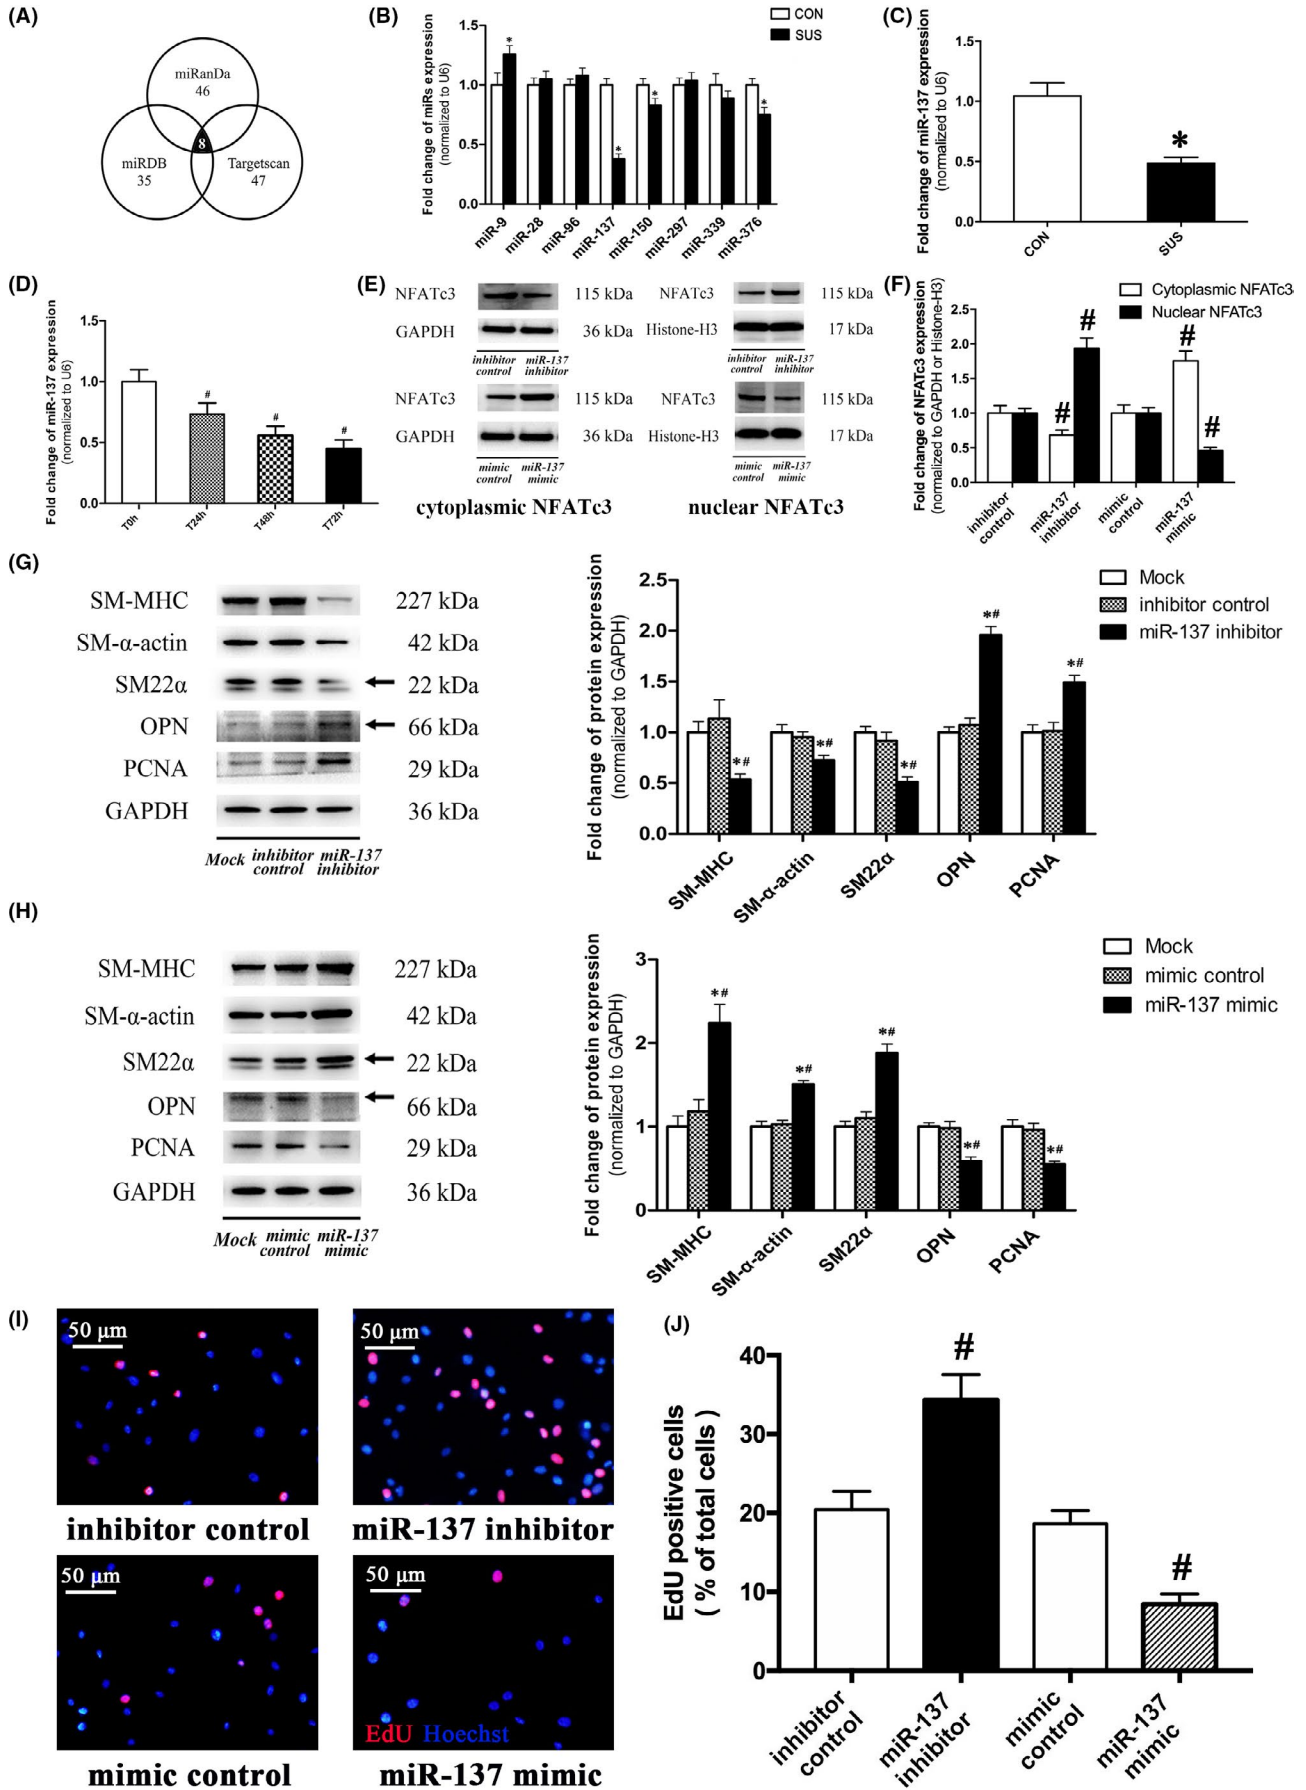 (A)
miRanDa
46
8
miRDB
35
Targetscan
47
(B)
Fold change of miRs expression
(normalized to U6)
1.5
1.0
0.5
0.0
CON
SUS
*
*
*
*
miR-9
miR-28
miR-96
miR-137
miR-150
miR-297
miR-339
miR-376
(C)
Fold change of miR-137 expression
(normalized to U6)
1.5
1.0
0.5
0.0
*
CON
SUS
(D)
Fold change of miR-137 expression
(normalized to U6)
1.5
1.0
0.5
0.0
#
#
#
T0h
T24h
T48h
T72h
(E)
NFATc3 115 kDa NFATc3 115 kDa
GAPDH 36 kDa Histone-H3 17 kDa
inhibitor miR-137 inhibitor miR-137
control inhibitor control inhibitor
NFATc3 115 kDa NFATc3 115 kDa
GAPDH 36 kDa Histone-H3 17 kDa
mimic miR-137 mimic miR-137
control mimic control mimic
cytoplasmic NFATc3 nuclear NFATc3
(F)
Fold change of NFATc3 expression
(normalized to GAPDH or Histone-H3)
2.5
2.0
1.5
1.0
0.5
0.0
Cytoplasmic NFATc3
Nuclear NFATc3
#
#
#
#
inhibitor
control
miR-137
inhibitor
mimic
control
miR-137
mimic
(G)
SM-MHC 227 kDa
SM-α-actin 42 kDa
SM22α 22 kDa
OPN 66 kDa
PCNA 29 kDa
GAPDH 36 kDa
Mock inhibitor miR-137
control inhibitor
Fold change of protein expression
(normalized to GAPDH)
2.5
2.0
1.5
1.0
0.5
0.0
Mock
inhibitor control
miR-137 inhibitor
*#
*#
*#
*#
*#
SM-MHC
SM-α-actin
SM22α
OPN
PCNA
(H)
SM-MHC 227 kDa
SM-α-actin 42 kDa
SM22α 22 kDa
OPN 66 kDa
PCNA 29 kDa
GAPDH 36 kDa
Mock mimic miR-137
control mimic
Fold change of protein expression
(normalized to GAPDH)
3
2
1
0
Mock
mimic control
miR-137 mimic
*#
*#
*#
*#
*#
SM-MHC
SM-α-actin
SM22α
OPN
PCNA
(I)
50 μm
50 μm
inhibitor control miR-137 inhibitor
50 μm
50 μm
EdU Hoechst
mimic control miR-137 mimic
(J)
EdU positive cells
( % of total cells )
40
30
20
10
0
#
#
inhibitor
control
miR-137
inhibitor
mimic
control
miR-137
mimic